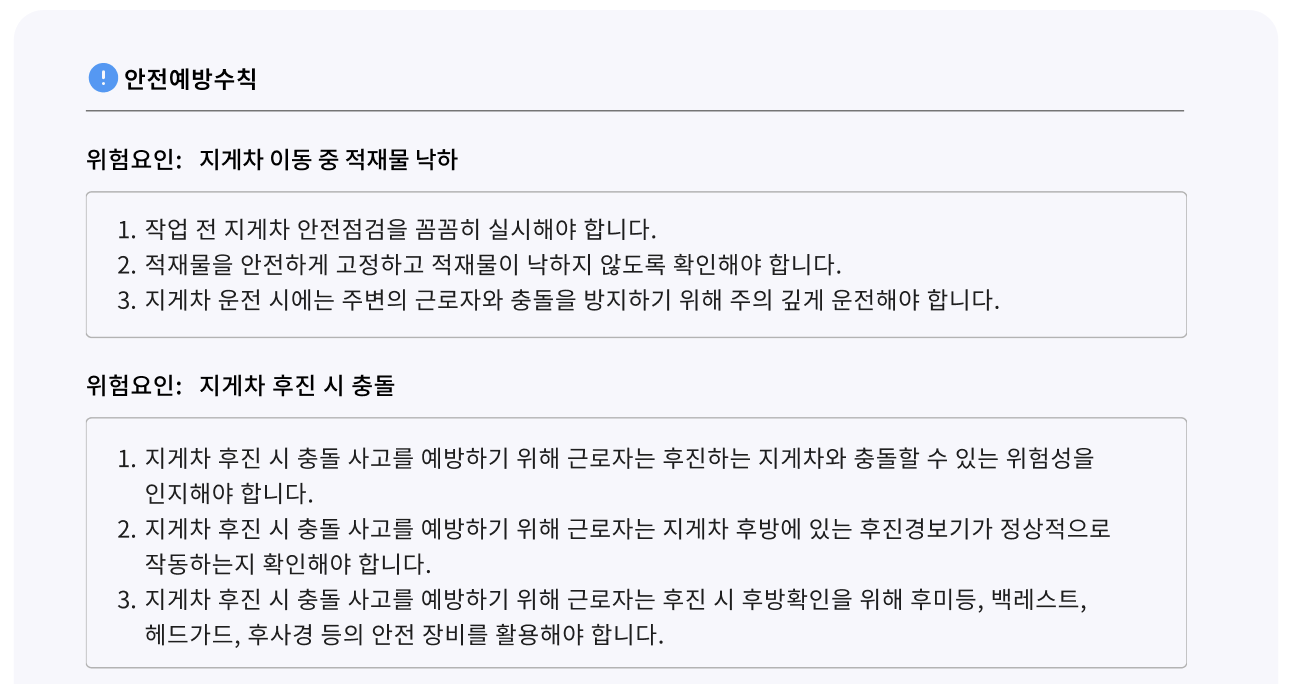 안전예방수칙
위험요인: 지게차 이동 중 적재물 낙하
1. 작업 전 지게차 안전점검을 꼼꼼히 실시해야 합니다.
2. 적재물을 안전하게 고정하고 적재물이 낙하지 않도록 확인해야 합니다.
3. 지게차 운전 시에는 주변의 근로자와 충돌을 방지하기 위해 주의 깊게 운전해야 합니다.
위험요인: 지게차 후진 시 충돌
1. 지게차 후진 시 충돌 사고를 예방하기 위해 근로자는 후진하는 지게차와 충돌할 수 있는 위험성을
인지해야 합니다.
2. 지게차 후진 시 충돌 사고를 예방하기 위해 근로자는 지게차 후방에 있는 후진경보기가 정상적으로
작동하는지 확인해야 합니다.
3. 지게차 후진 시 충돌 사고를 예방하기 위해 근로자는 후진 시 후방확인을 위해 후미등, 백레스트,
헤드가드, 후사경 등의 안전 장비를 활용해야 합니다.